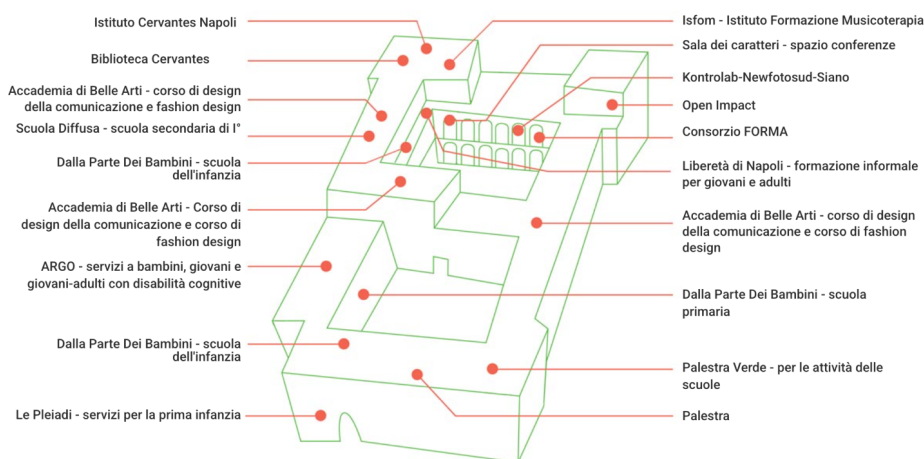 Istituto Cervantes Napoli
Biblioteca Cervantes
Accademia di Belle Arti - corso di design
della comunicazione e fashion design
Scuola Diffusa - scuola secondaria di I°
Dalla Parte Dei Bambini - scuola
dell'infanzia
Accademia di Belle Arti - Corso di
design della comunicazione e corso di
fashion design
ARGO - servizi a bambini, giovani e
giovani-adulti con disabilità cognitive
Dalla Parte Dei Bambini - scuola
dell'infanzia
Le Pleiadi - servizi per la prima infanzia
Isfom - Istituto Formazione Musicoterapia
Sala dei caratteri - spazio conferenze
Kontrolab-Newfotosud-Siano
Open Impact
Consorzio FORMA
Liberetà di Napoli - formazione informale
per giovani e adulti
Accademia di Belle Arti - corso di design
della comunicazione e corso di fashion
design
Dalla Parte Dei Bambini - scuola
primaria
Palestra Verde - per le attività delle
scuole
Palestra